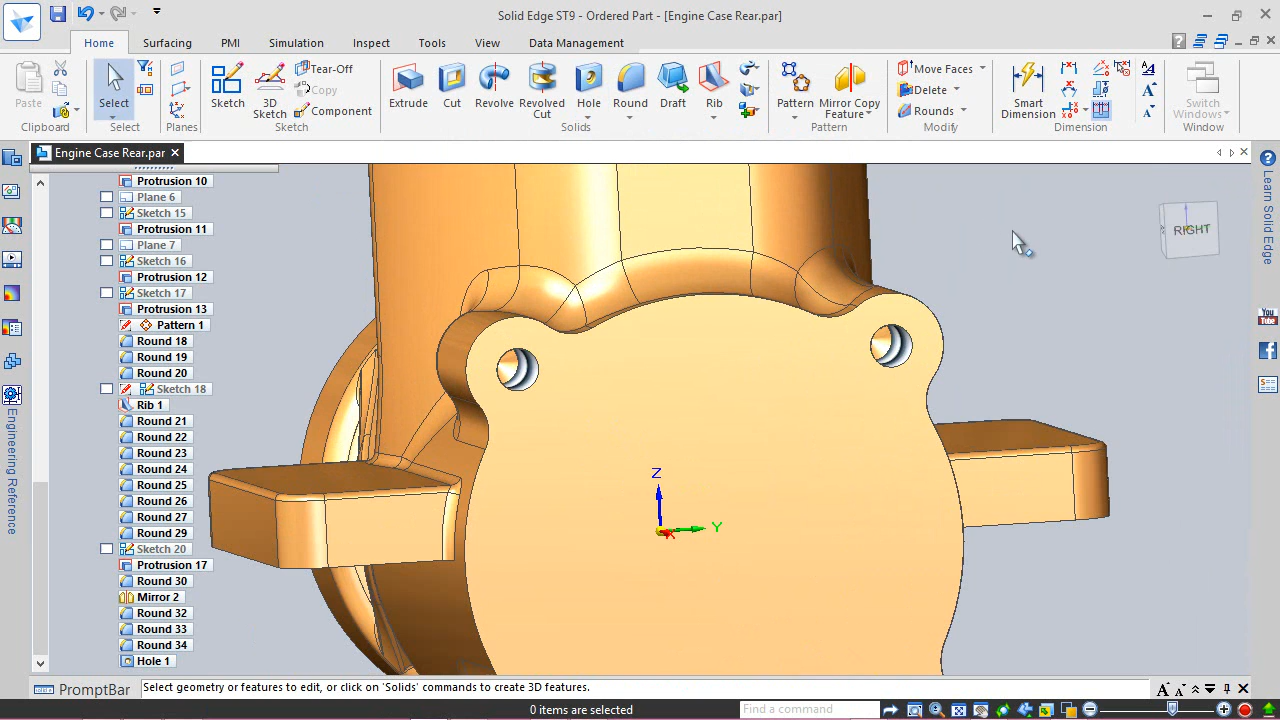 Solid Edge ST9 - Ordered Part - [Engine Case Rear.par]
Home
Surfacing
PMI
Simulation
Inspect
Tools
View
Data Management
Paste
Clipboard
Select
Select
Planes
Sketch
3D
Sketch
Tear-Off
Copy
Component
Sketch
Extrude
Cut
Revolve
Revolved
Cut
Hole
Round
Draft
Rib
Solids
Pattern
Mirror Copy
Feature
Pattern
Move Faces
Delete
Rounds
Modify
Smart
Dimension
Dimension
Switch
Windows
Window
Engine Case Rear.par
Protrusion 10
Plane 6
Sketch 15
Protrusion 11
Plane 7
Sketch 16
Protrusion 12
Sketch 17
Protrusion 13
Pattern 1
Round 18
Round 19
Round 20
Sketch 18
Rib 1
Round 21
Round 22
Round 23
Round 24
Round 25
Round 26
Round 27
Round 29
Sketch 20
Protrusion 17
Round 30
Mirror 2
Round 32
Round 33
Round 34
Hole 1
Engineering Reference
RIGHT
Z
Y
X
Learn Solid Edge
You
Tube
PromptBar
Select geometry or features to edit, or click on 'Solids' commands to create 3D features.
0 items are selected
Find a command